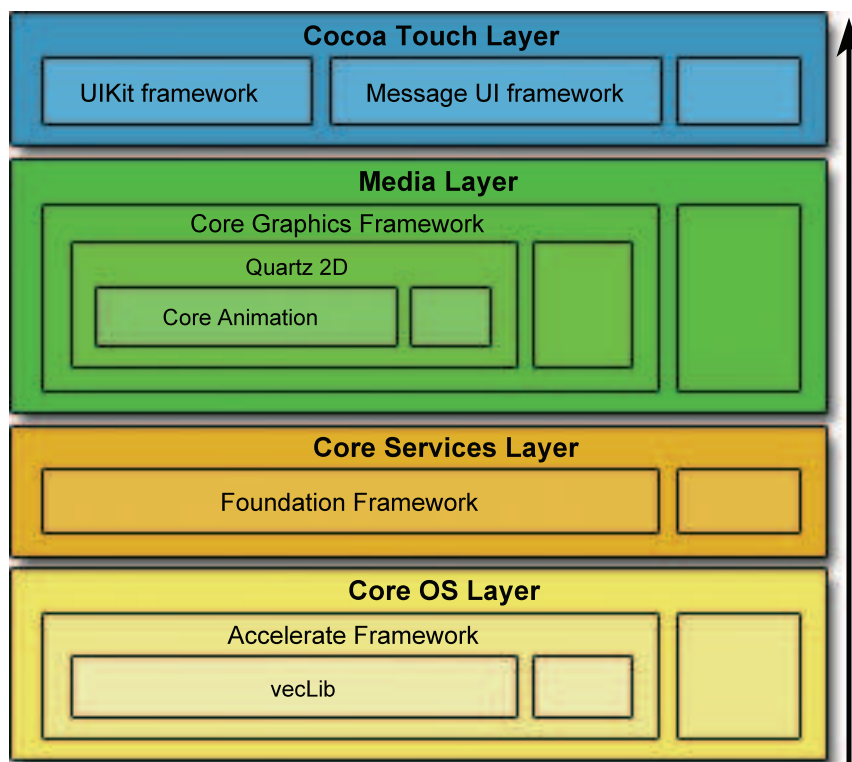 Cocoa Touch Layer
UIKit framework
Message UI framework
Media Layer
Core Graphics Framework
Quartz 2D
Core Animation
Core Services Layer
Foundation Framework
Core OS Layer
Accelerate Framework
vecLib